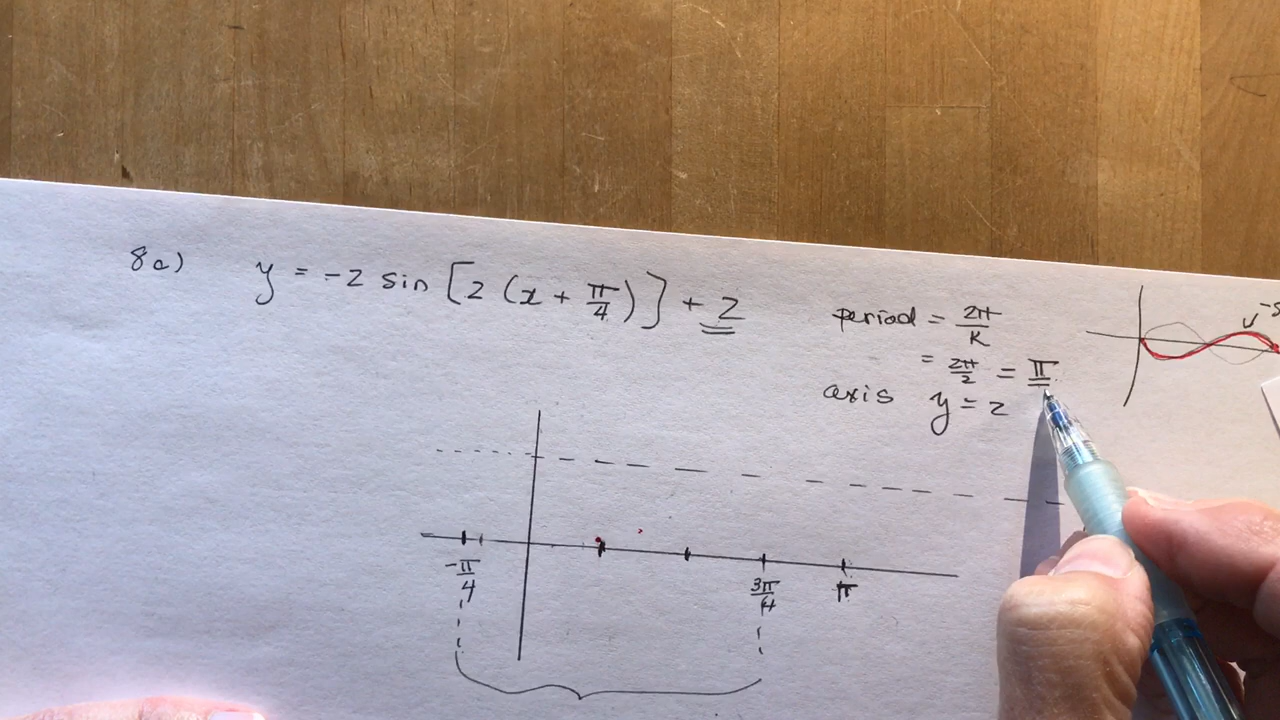 8c) y = -2 sin [2 (x + π/4)] + 2
period = 2π/K
= 2π/2 = π
axis y = 2
-π/4 3π/4 π